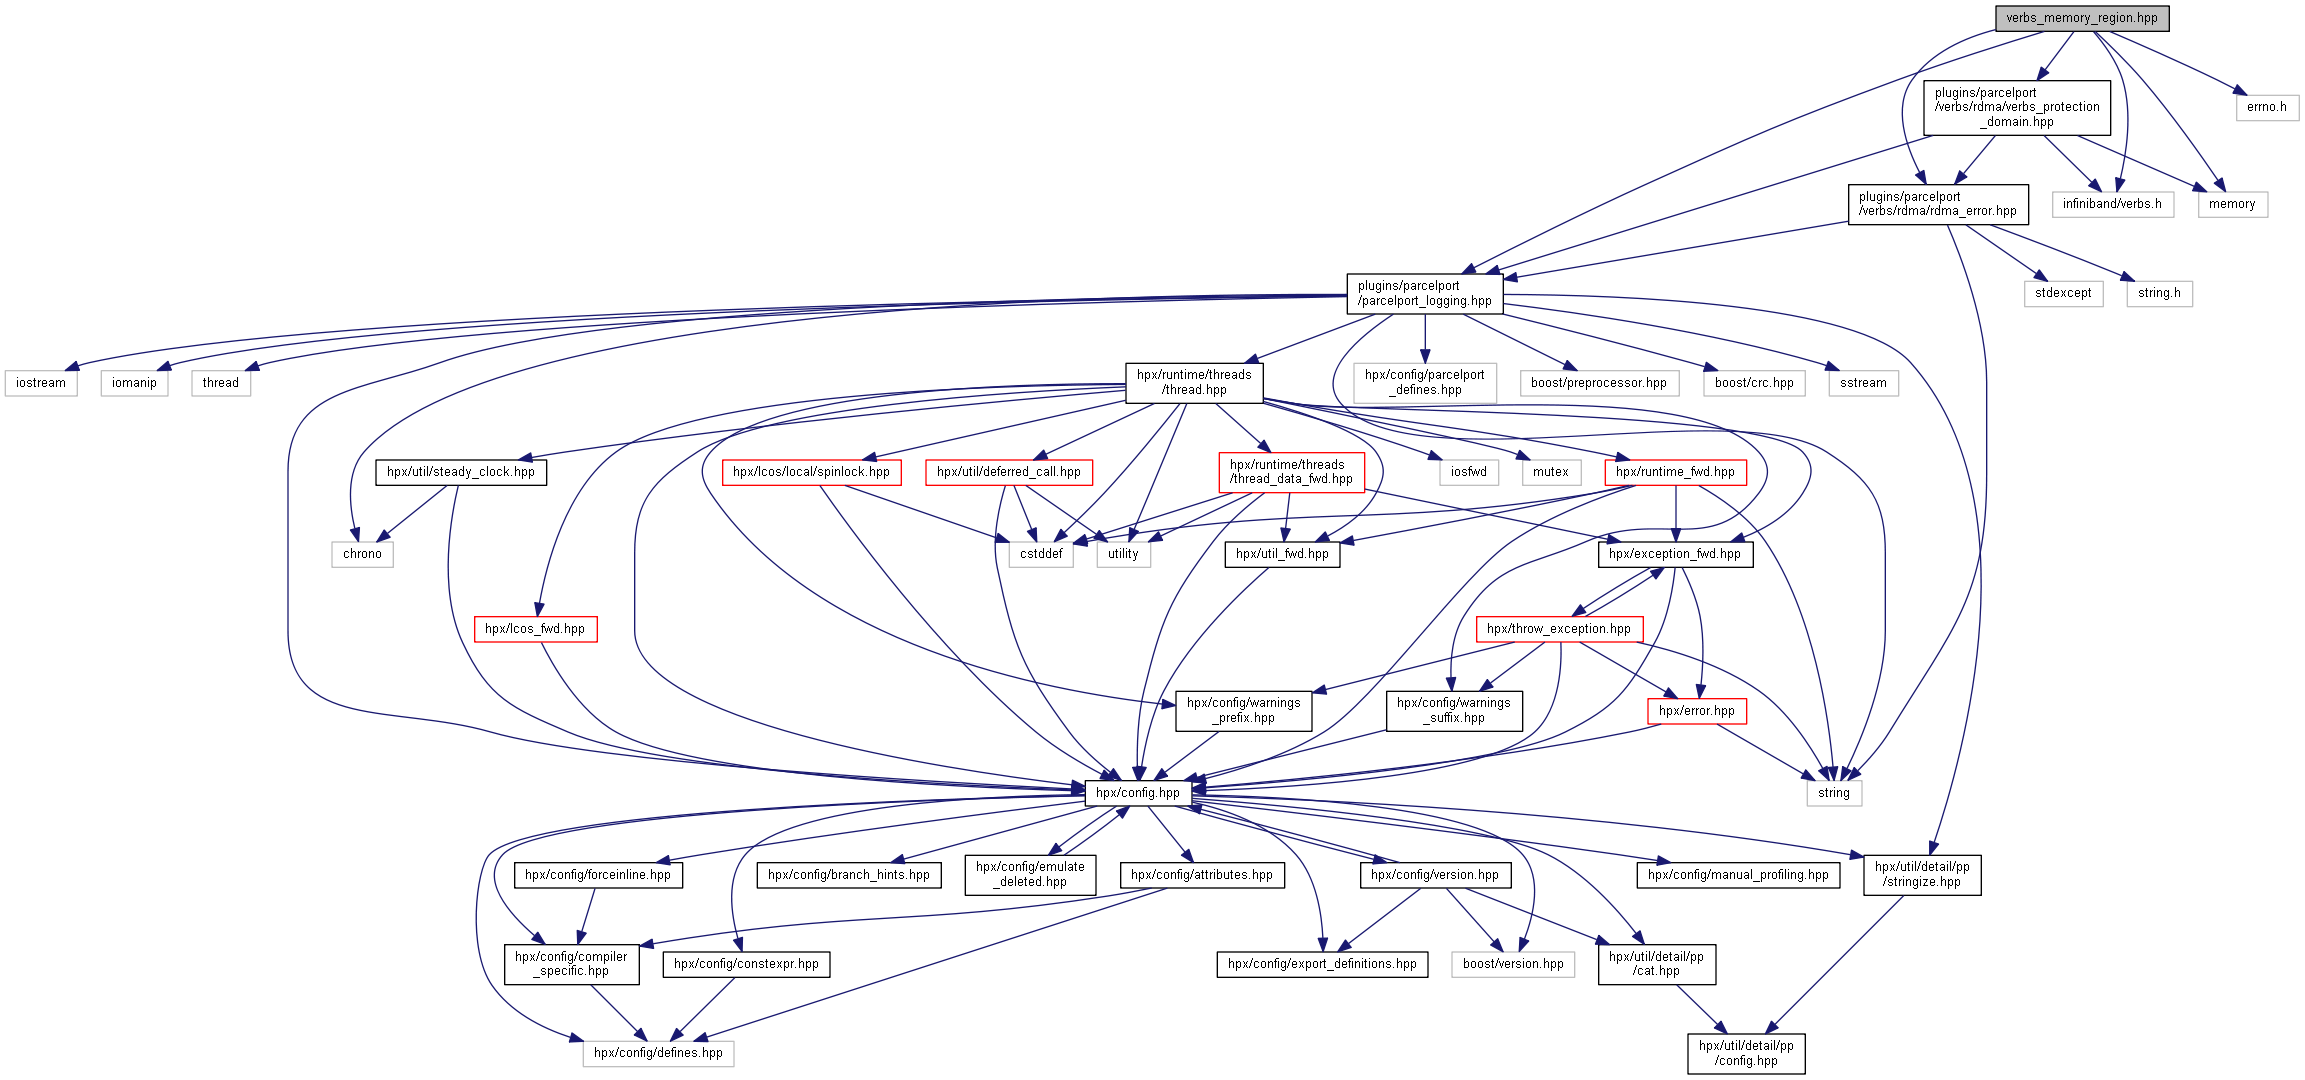 verbs_memory_region.hpp
plugins/parcelport
/verbs/rdma/verbs_protection
_domain.hpp
errno.h
plugins/parcelport
/verbs/rdma/rdma_error.hpp
infiniband/verbs.h
memory
plugins/parcelport
/parcelport_logging.hpp
stdexcept
string.h
iostream
iomanip
thread
hpx/runtime/threads
/thread.hpp
hpx/config/parcelport
_defines.hpp
boost/preprocessor.hpp
boost/crc.hpp
sstream
hpx/util/steady_clock.hpp
hpx/lcos/local/spinlock.hpp
hpx/util/deferred_call.hpp
hpx/runtime/threads
/thread_data_fwd.hpp
iosfwd
mutex
hpx/runtime_fwd.hpp
chrono
cstddef
utility
hpx/util_fwd.hpp
hpx/exception_fwd.hpp
hpx/lcos_fwd.hpp
hpx/throw_exception.hpp
hpx/config/warnings
_prefix.hpp
hpx/config/warnings
_suffix.hpp
hpx/error.hpp
hpx/config.hpp
string
hpx/config/forceinline.hpp
hpx/config/branch_hints.hpp
hpx/config/emulate
_deleted.hpp
hpx/config/attributes.hpp
hpx/config/version.hpp
hpx/config/manual_profiling.hpp
hpx/util/detail/pp
/stringize.hpp
hpx/config/compiler
_specific.hpp
hpx/config/constexpr.hpp
hpx/config/export_definitions.hpp
boost/version.hpp
hpx/util/detail/pp
/cat.hpp
hpx/config/defines.hpp
hpx/util/detail/pp
/config.hpp